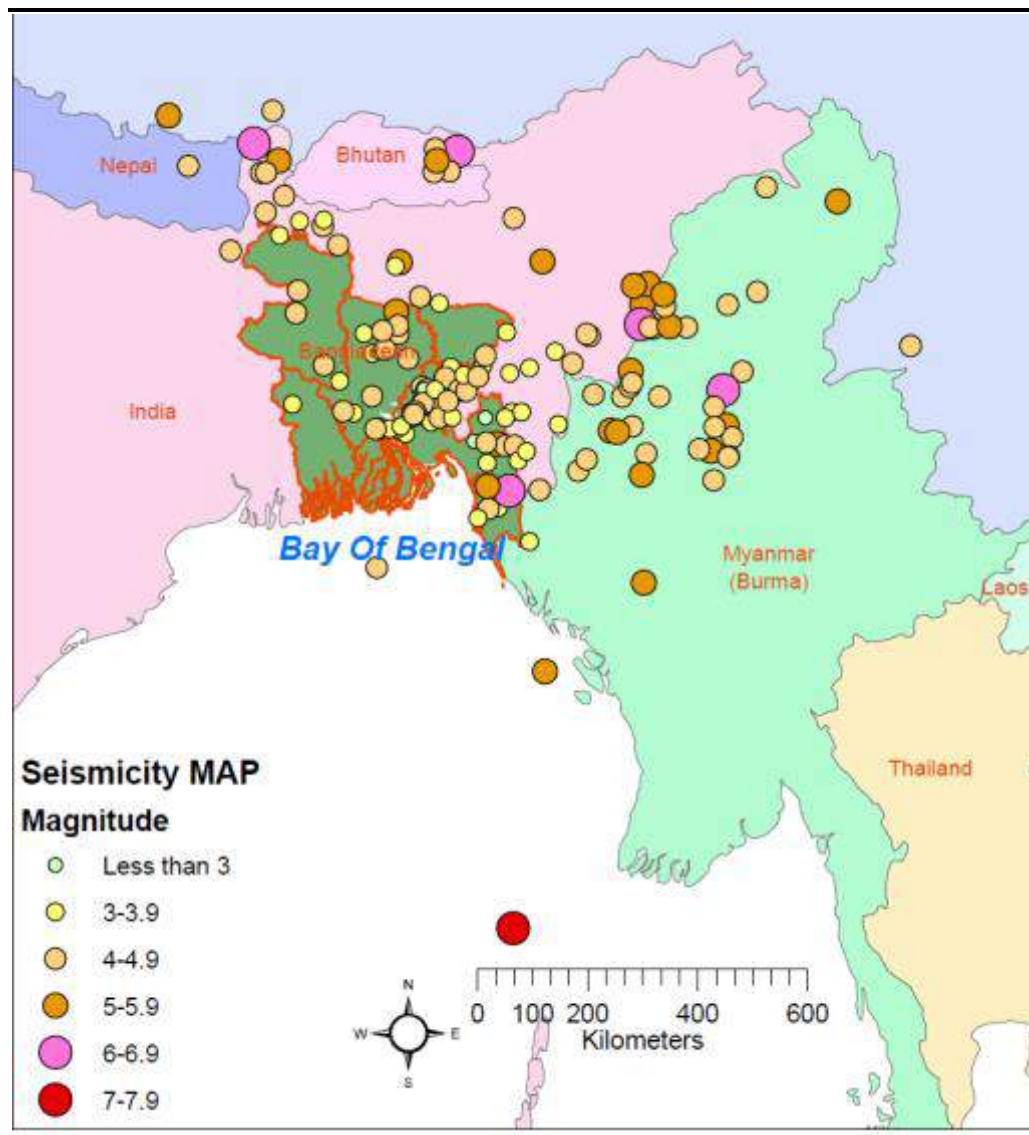 Nepal
Bhutan
Bangladesh
India
Bay Of Bengal
Myanmar
(Burma)
Laos
Thailand
Seismicity MAP
Magnitude
Less than 3
3-3.9
4-4.9
5-5.9
6-6.9
7-7.9
N
W E
S
0 100 200 400 600
Kilometers